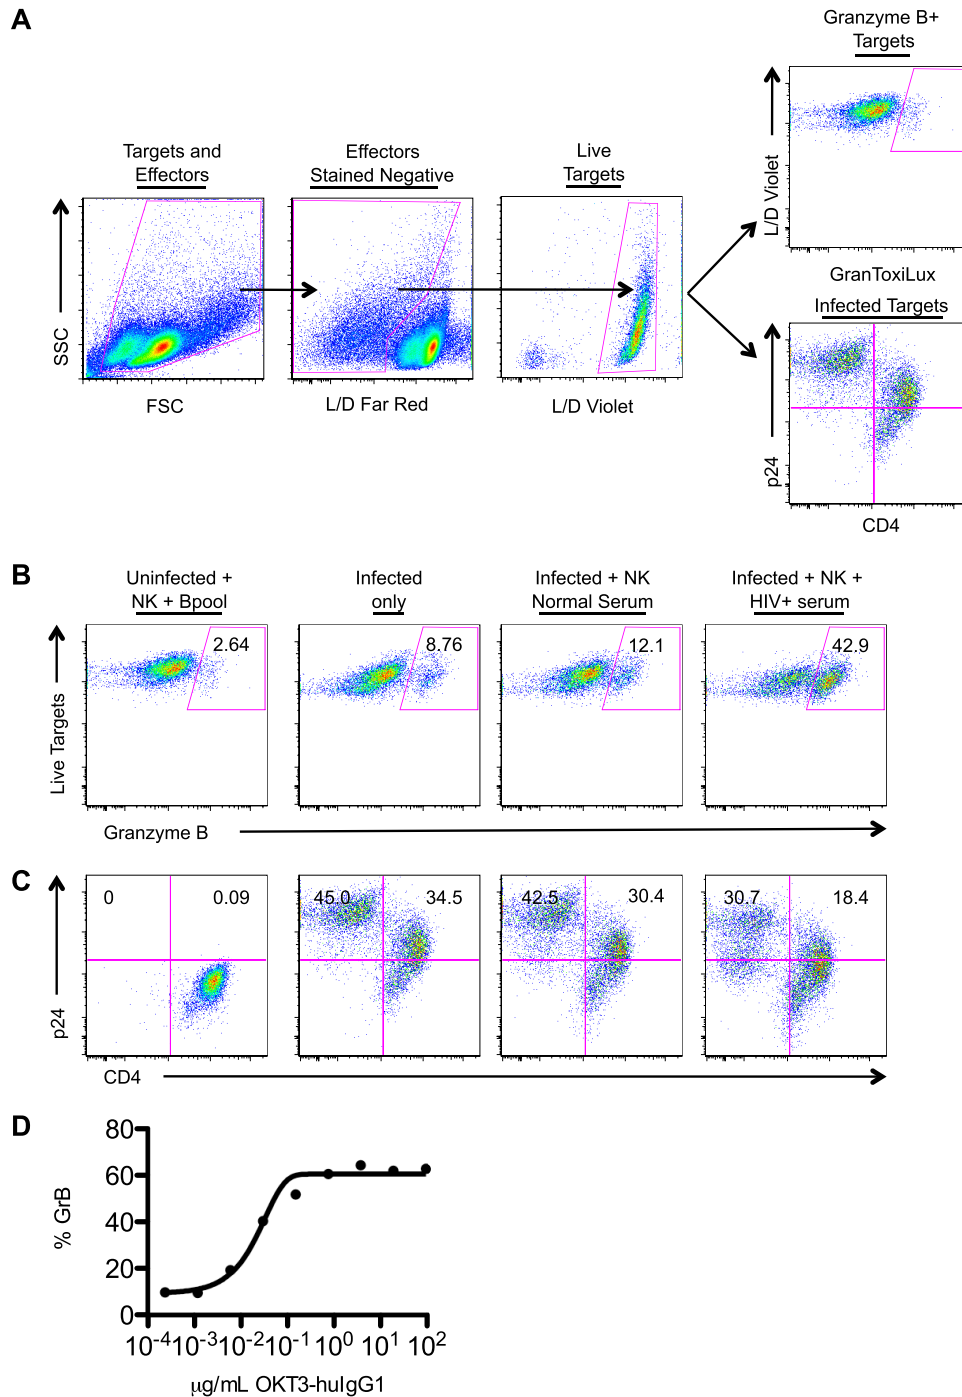 A
Granzyme B+
Targets
Targets and
Effectors
Effectors
Stained Negative
Live
Targets
L/D Violet
SSC
FSC
L/D Far Red
L/D Violet
GranToxiLux
Infected Targets
p24
CD4
B
Uninfected +
NK + Bpool
Infected
only
Infected + NK
Normal Serum
Infected + NK +
HIV+ serum
2.64
8.76
12.1
42.9
Live Targets
Granzyme B
C
0
0.09
45.0
34.5
42.5
30.4
30.7
18.4
p24
CD4
D
80
60
40
20
0
% GrB
10-4 10-3 10-2 10-1 100 101 102
µg/mL OKT3-huIgG1